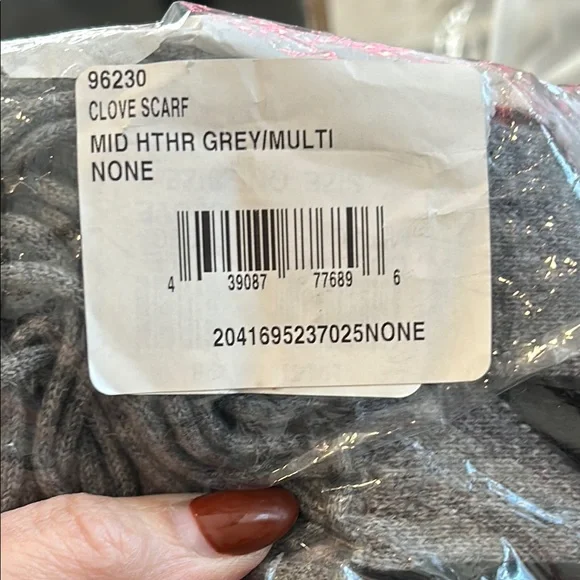 96230
CLOVE SCARF
MID HTHR GREY/MULTI
NONE
4 39087 77689 6
2041695237025NONE